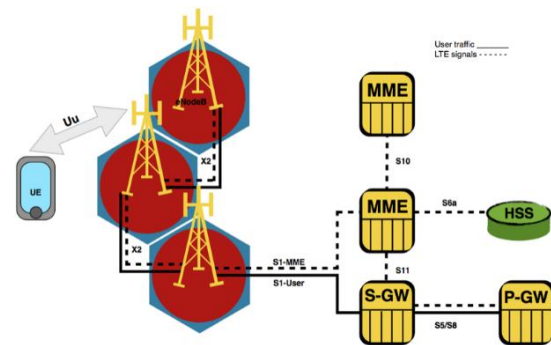 User traffic
LTE signals
MME
eNodeB
Uu
X2
S10
UE
MME
S6a
HSS
X2
S1-MME
S11
S1-User
S-GW
P-GW
S5/S8